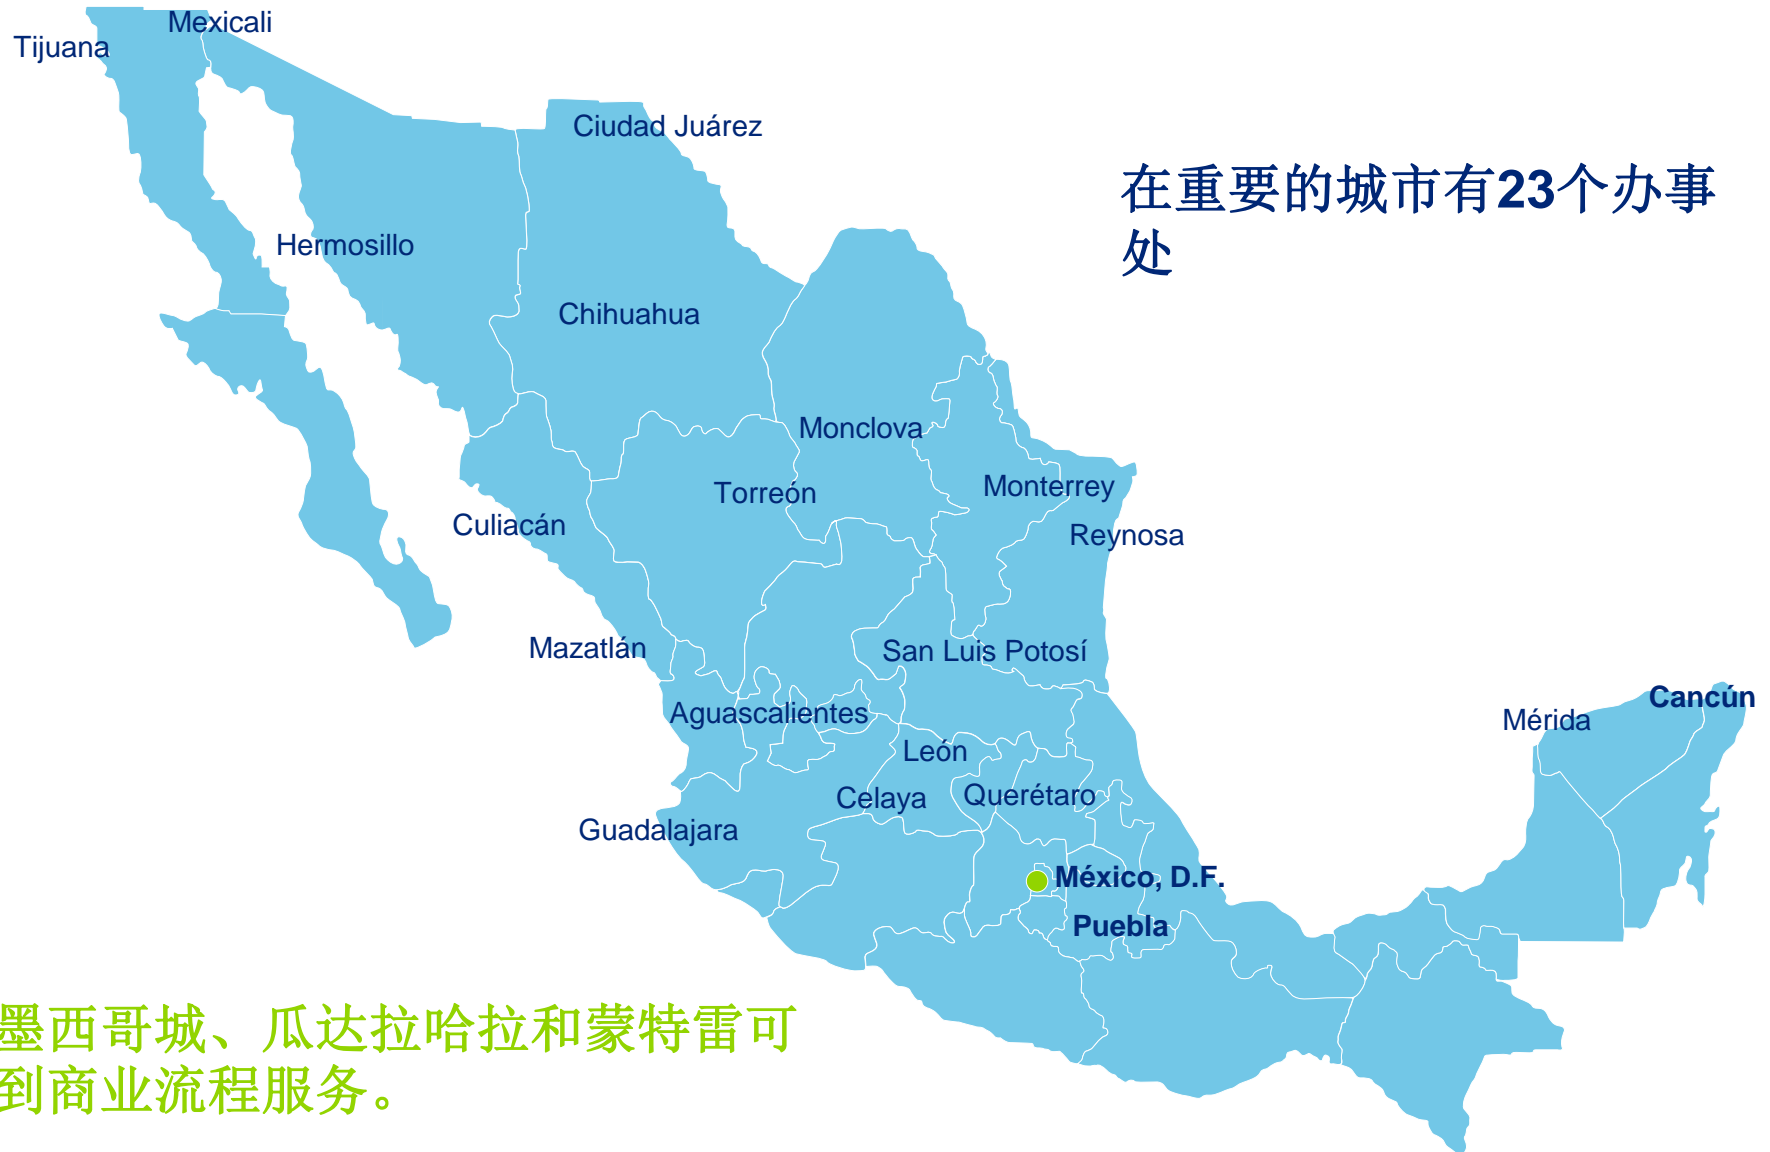 Mexicali
Tijuana
Ciudad Juárez
在重要的城市有23个办事
处
Hermosillo
Chihuahua
Monclova
Monterrey
Torreón
Culiacán
Reynosa
Mazatlán
San Luis Potosí
Cancún
Aguascalientes
Mérida
León
Celaya
Querétaro
Guadalajara
México, D.F.
Puebla
墨西哥城、瓜达拉哈拉和蒙特雷可
到商业流程服务。